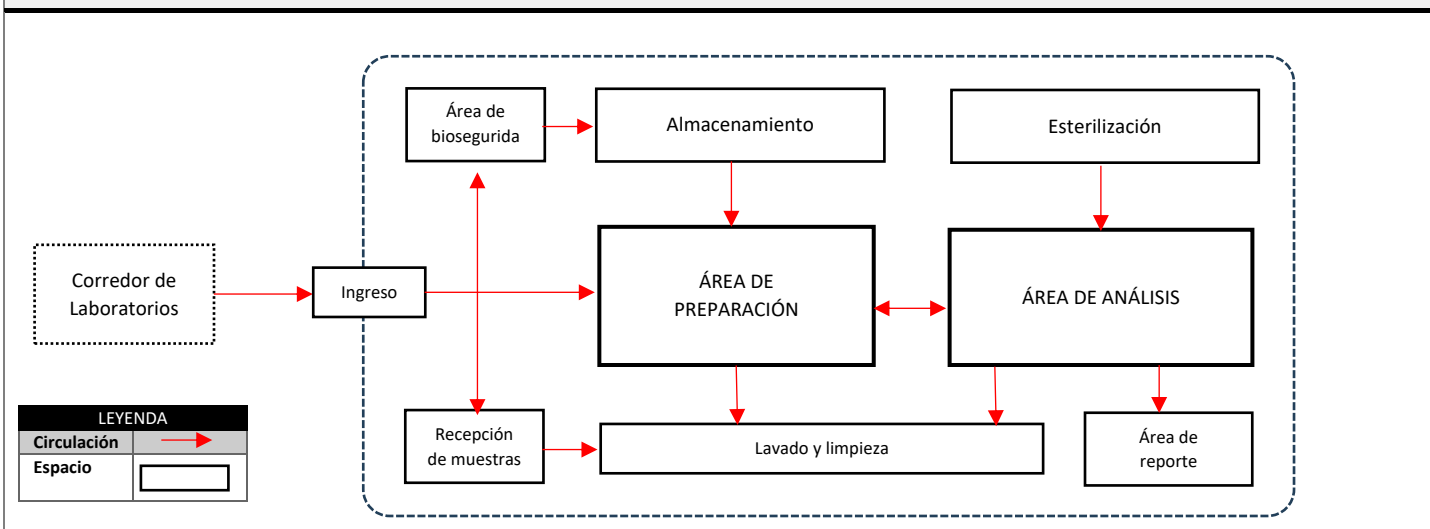 Área de
biosegurida
Almacenamiento
Esterilización
Corredor de
Laboratorios
Ingreso
ÁREA DE
PREPARACIÓN
ÁREA DE ANÁLISIS
LEYENDA
Circulación
Espacio
Recepción
de muestras
Lavado y limpieza
Área de
reporte